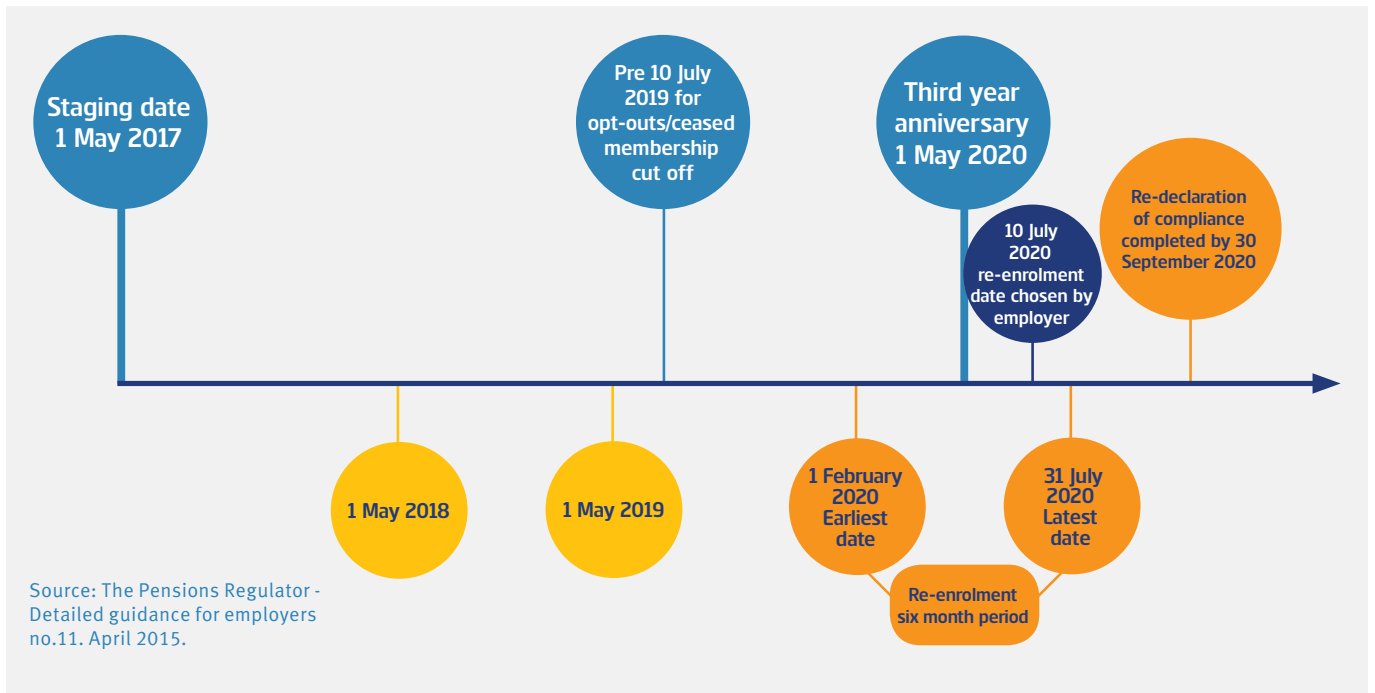 Staging date
1 May 2017
Pre 10 July
2019 for
opt-outs/ceased
membership
cut off
Third year
anniversary
1 May 2020
10 July
2020
re-enrolment
date chosen by
employer
Re-declaration
of compliance
completed by 30
September 2020
1 May 2018
1 May 2019
1 February
2020
Earliest
date
31 July
2020
Latest
date
Re-enrolment
six month period
Source: The Pensions Regulator -
Detailed guidance for employers
no.11. April 2015.